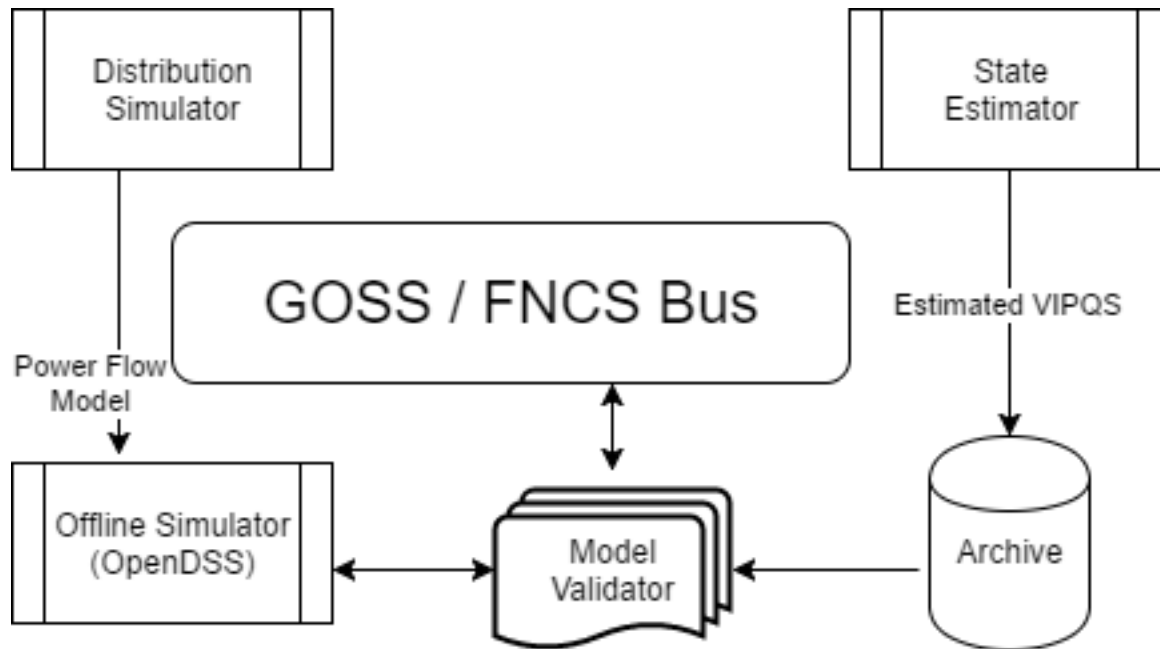 Distribution
Simulator
State
Estimator
GOSS / FNCS Bus
Estimated VIPQS
Power Flow
Model
Offline Simulator
(OpenDSS)
Model
Validator
Archive